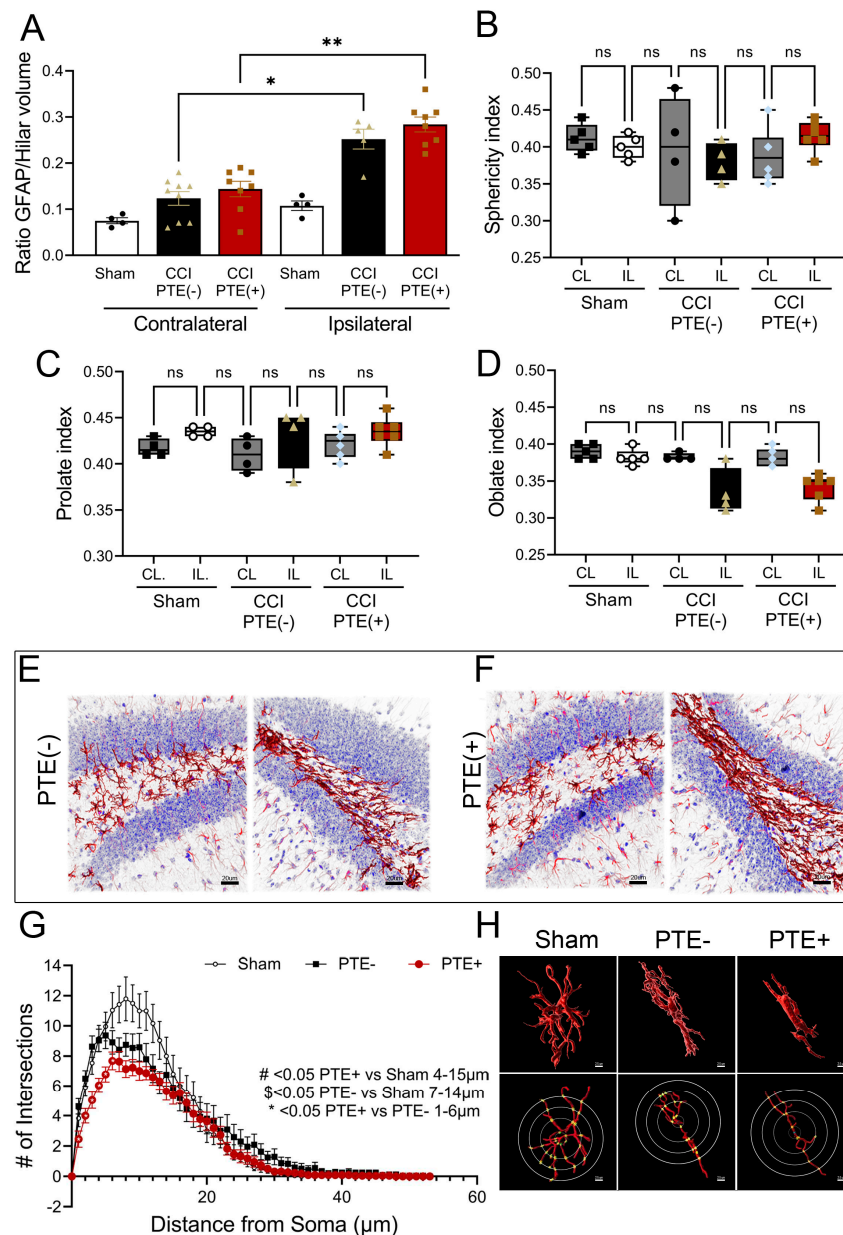 A
Ratio GFAP/Hilar volume
0.4
0.3
0.2
0.1
0.0
*
**
Sham
CCI
PTE(-)
CCI
PTE(+)
Sham
CCI
PTE(-)
CCI
PTE(+)
Contralateral
Ipsilateral
B
Sphericity index
0.50
0.45
0.40
0.35
0.30
0.25
ns ns ns ns ns
CL IL CL IL CL IL
Sham
CCI
PTE(-)
CCI
PTE(+)
C
Prolate index
0.50
0.45
0.40
0.35
0.30
ns ns ns ns ns
CL. IL. CL IL CL IL
Sham
CCI
PTE(-)
CCI
PTE(+)
D
Oblate index
0.50
0.45
0.40
0.35
0.30
0.25
ns ns ns ns ns
CL IL CL IL CL IL
Sham
CCI
PTE(-)
CCI
PTE(+)
E
PTE(-)
20um
20um
F
PTE(+)
20um
20um
G
Sham PTE- PTE+
# of Intersections
14
12
10
8
6
4
2
0
-2
# <0.05 PTE+ vs Sham 4-15µm
$<0.05 PTE- vs Sham 7-14µm
* <0.05 PTE+ vs PTE- 1-6µm
20 40 60
Distance from Soma (µm)
H
Sham PTE- PTE+